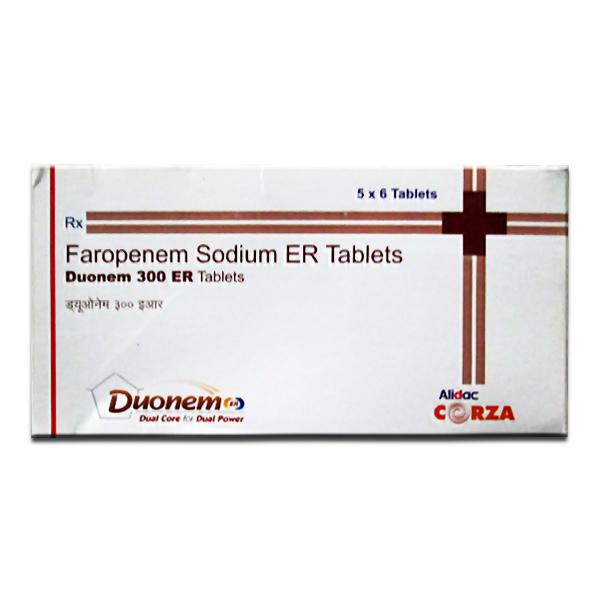 5 x 6 Tablets
Rx
Faropenem Sodium ER Tablets
Duonem 300 ER Tablets
ड्यूओनेम ३०० इआर
Duonem ER
Dual Core for Dual Power
Alidac
CORZA